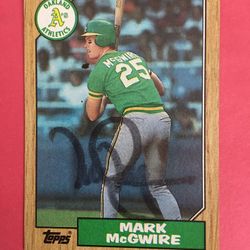 OAKLAND
A's
ATHLETICS
McGWIRE
25
topps
MARK
McGWIRE